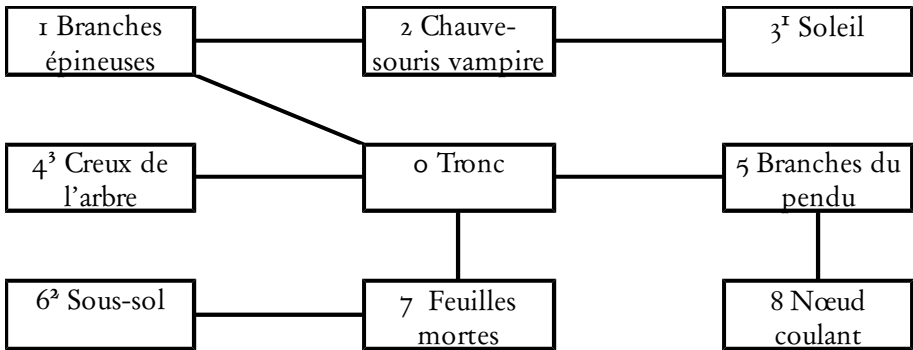 1 Branches
épineuses
2 Chauve-
souris vampire
3¹ Soleil
4³ Creux de
l’arbre
0 Tronc
5 Branches du
pendu
6² Sous-sol
7 Feuilles
mortes
8 Nœud
coulant